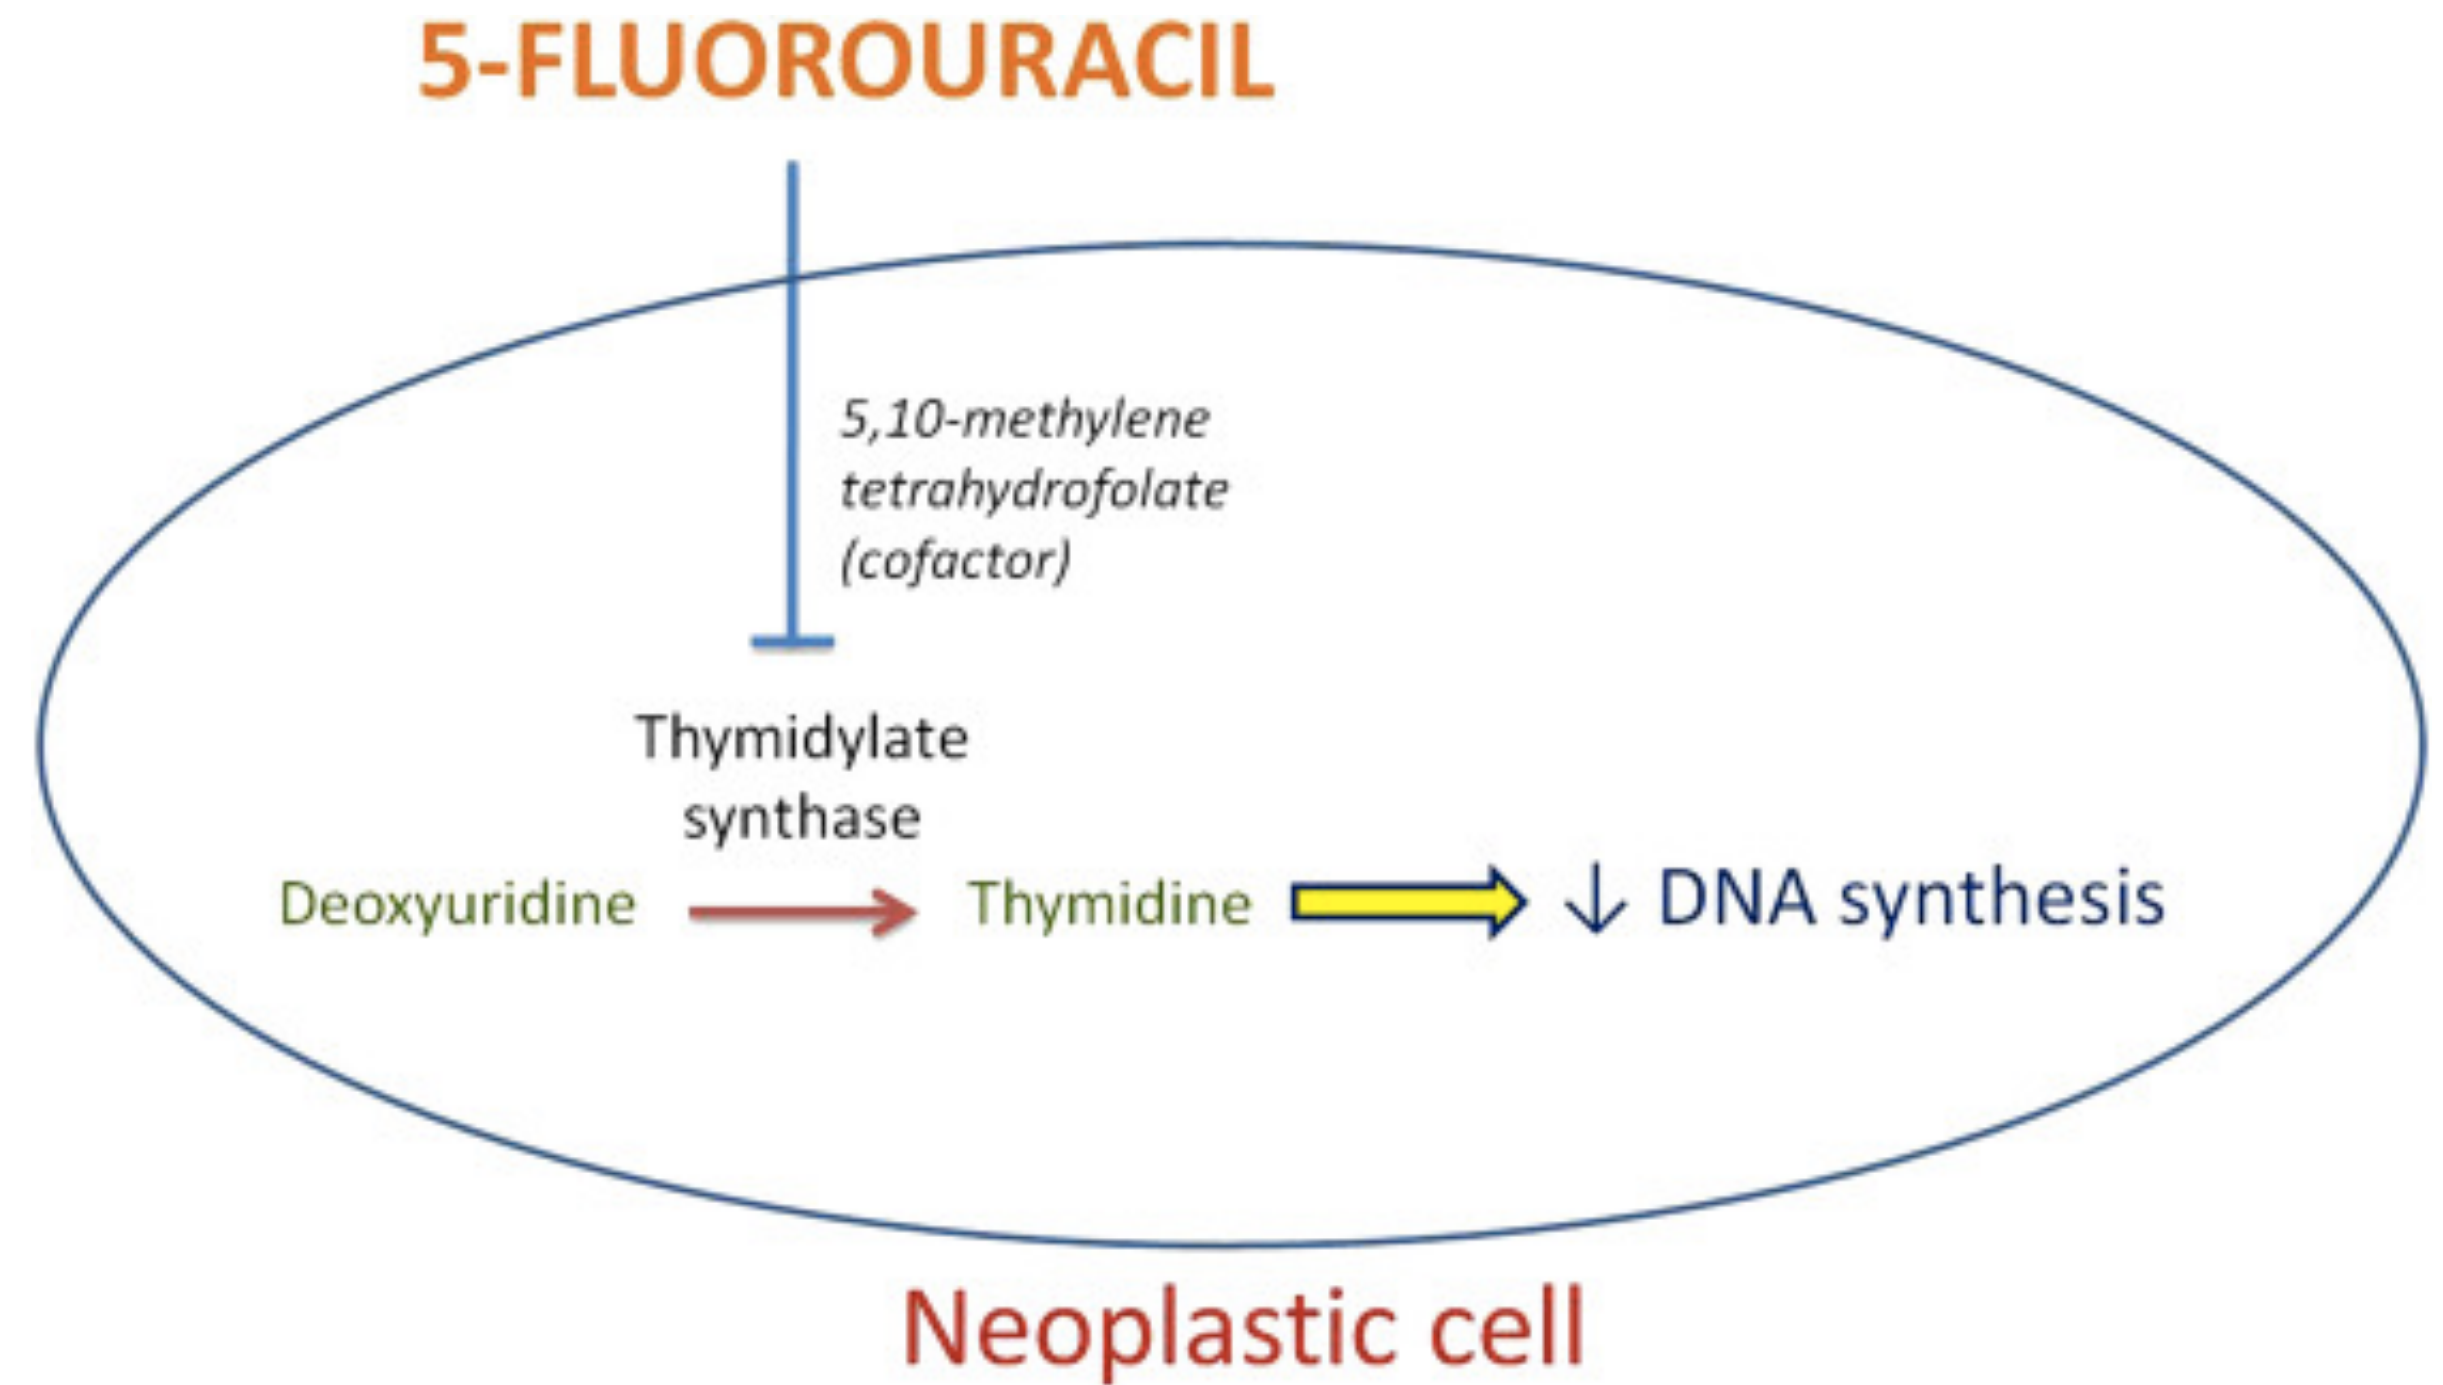 5-FLUOROURACIL
5,10-methylene
tetrahydrofolate
(cofactor)
Thymidylate
synthase
Deoxyuridine Thymidine ↓ DNA synthesis
Neoplastic cell